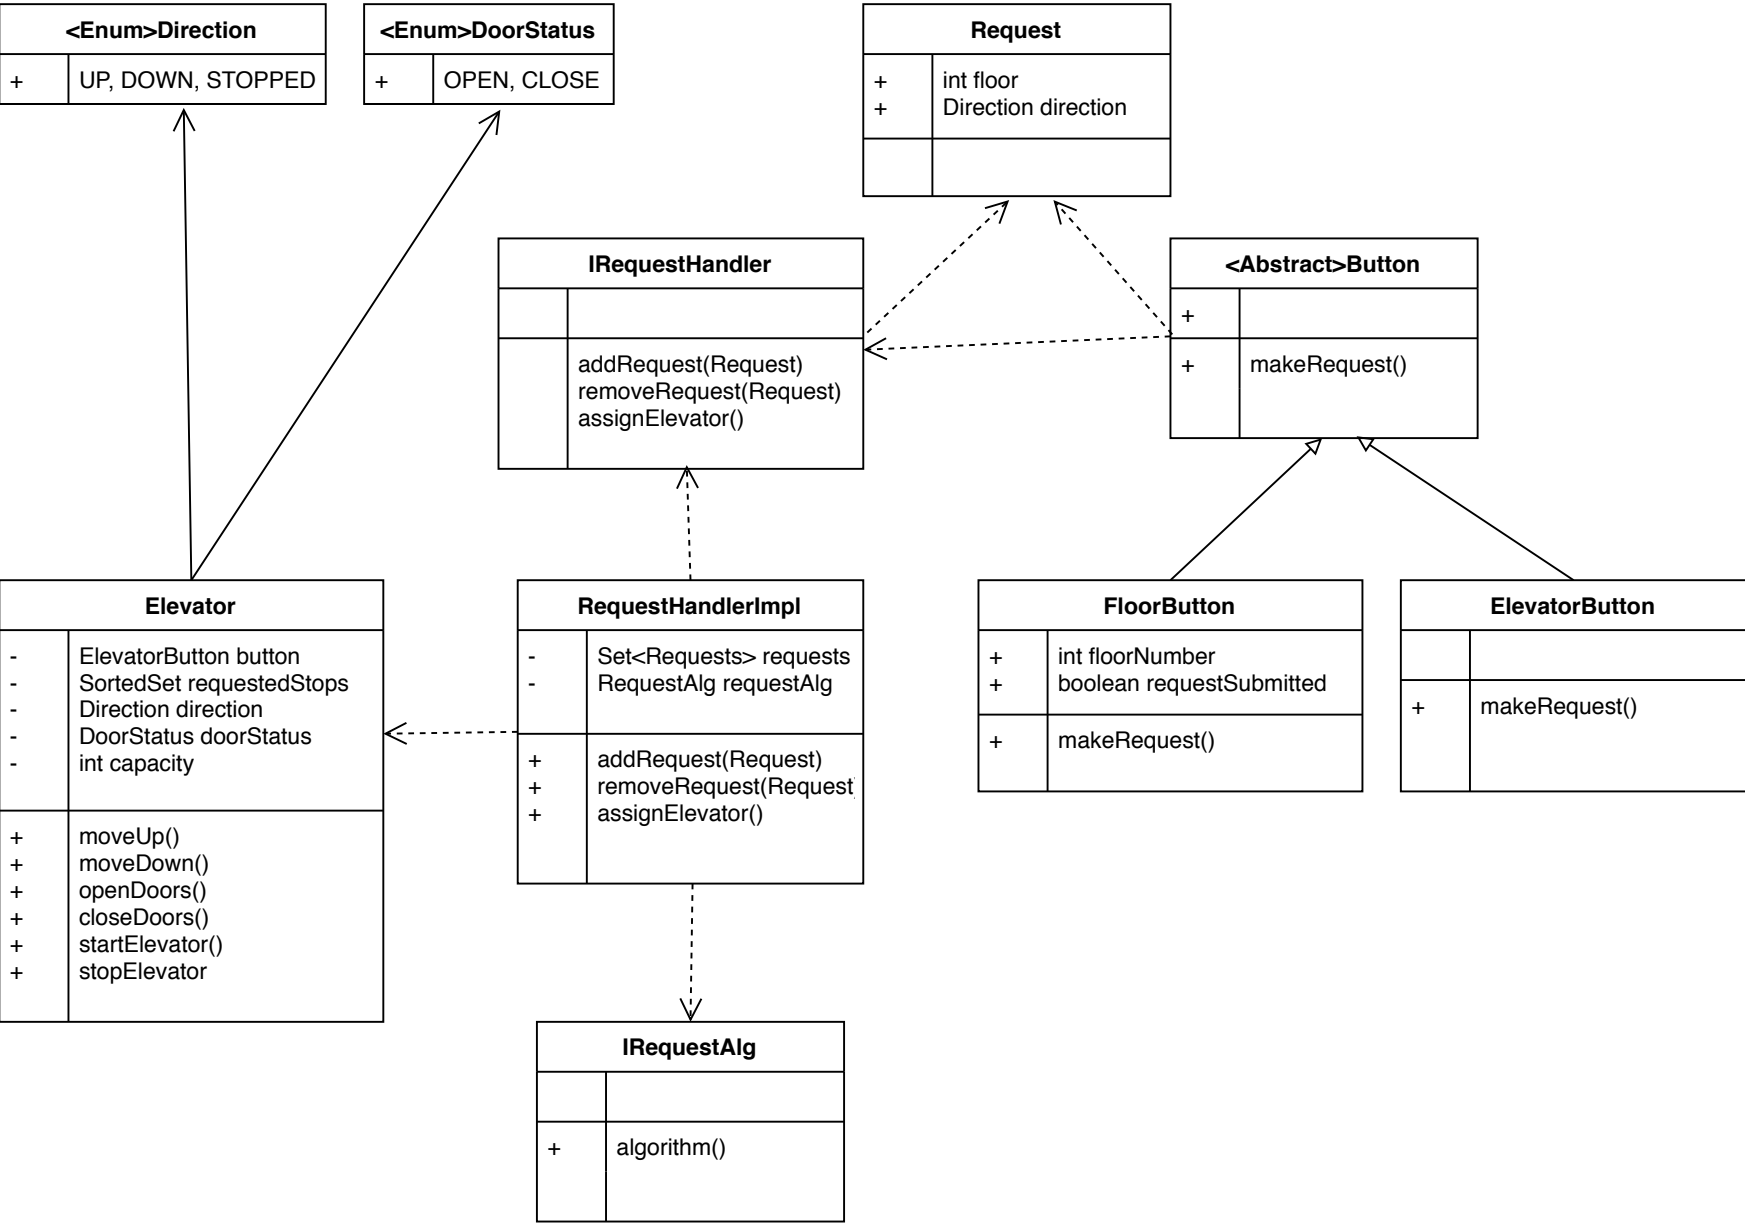 <Enum>Direction
+ UP, DOWN, STOPPED
<Enum>DoorStatus
+ OPEN, CLOSE
Request
+ int floor
+ Direction direction
IRequestHandler
addRequest(Request)
removeRequest(Request)
assignElevator()
<Abstract>Button
+
+ makeRequest()
Elevator
- ElevatorButton button
- SortedSet requestedStops
- Direction direction
- DoorStatus doorStatus
- int capacity
+ moveUp()
+ moveDown()
+ openDoors()
+ closeDoors()
+ startElevator()
+ stopElevator
RequestHandlerImpl
- Set<Requests> requests
- RequestAlg requestAlg
+ addRequest(Request)
+ removeRequest(Request
+ assignElevator()
FloorButton
+ int floorNumber
+ boolean requestSubmitted
+ makeRequest()
ElevatorButton
+ makeRequest()
IRequestAlg
+ algorithm()